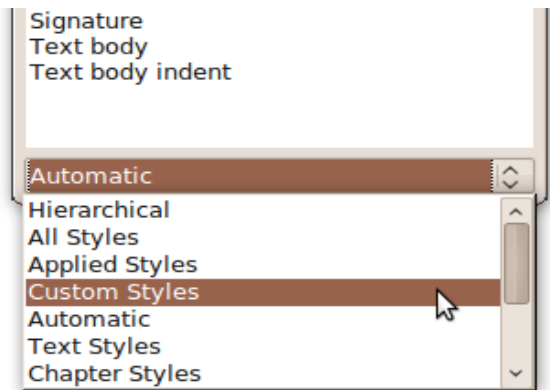 Signature
Text body
Text body indent
Automatic
Hierarchical
All Styles
Applied Styles
Custom Styles
Automatic
Text Styles
Chapter Styles